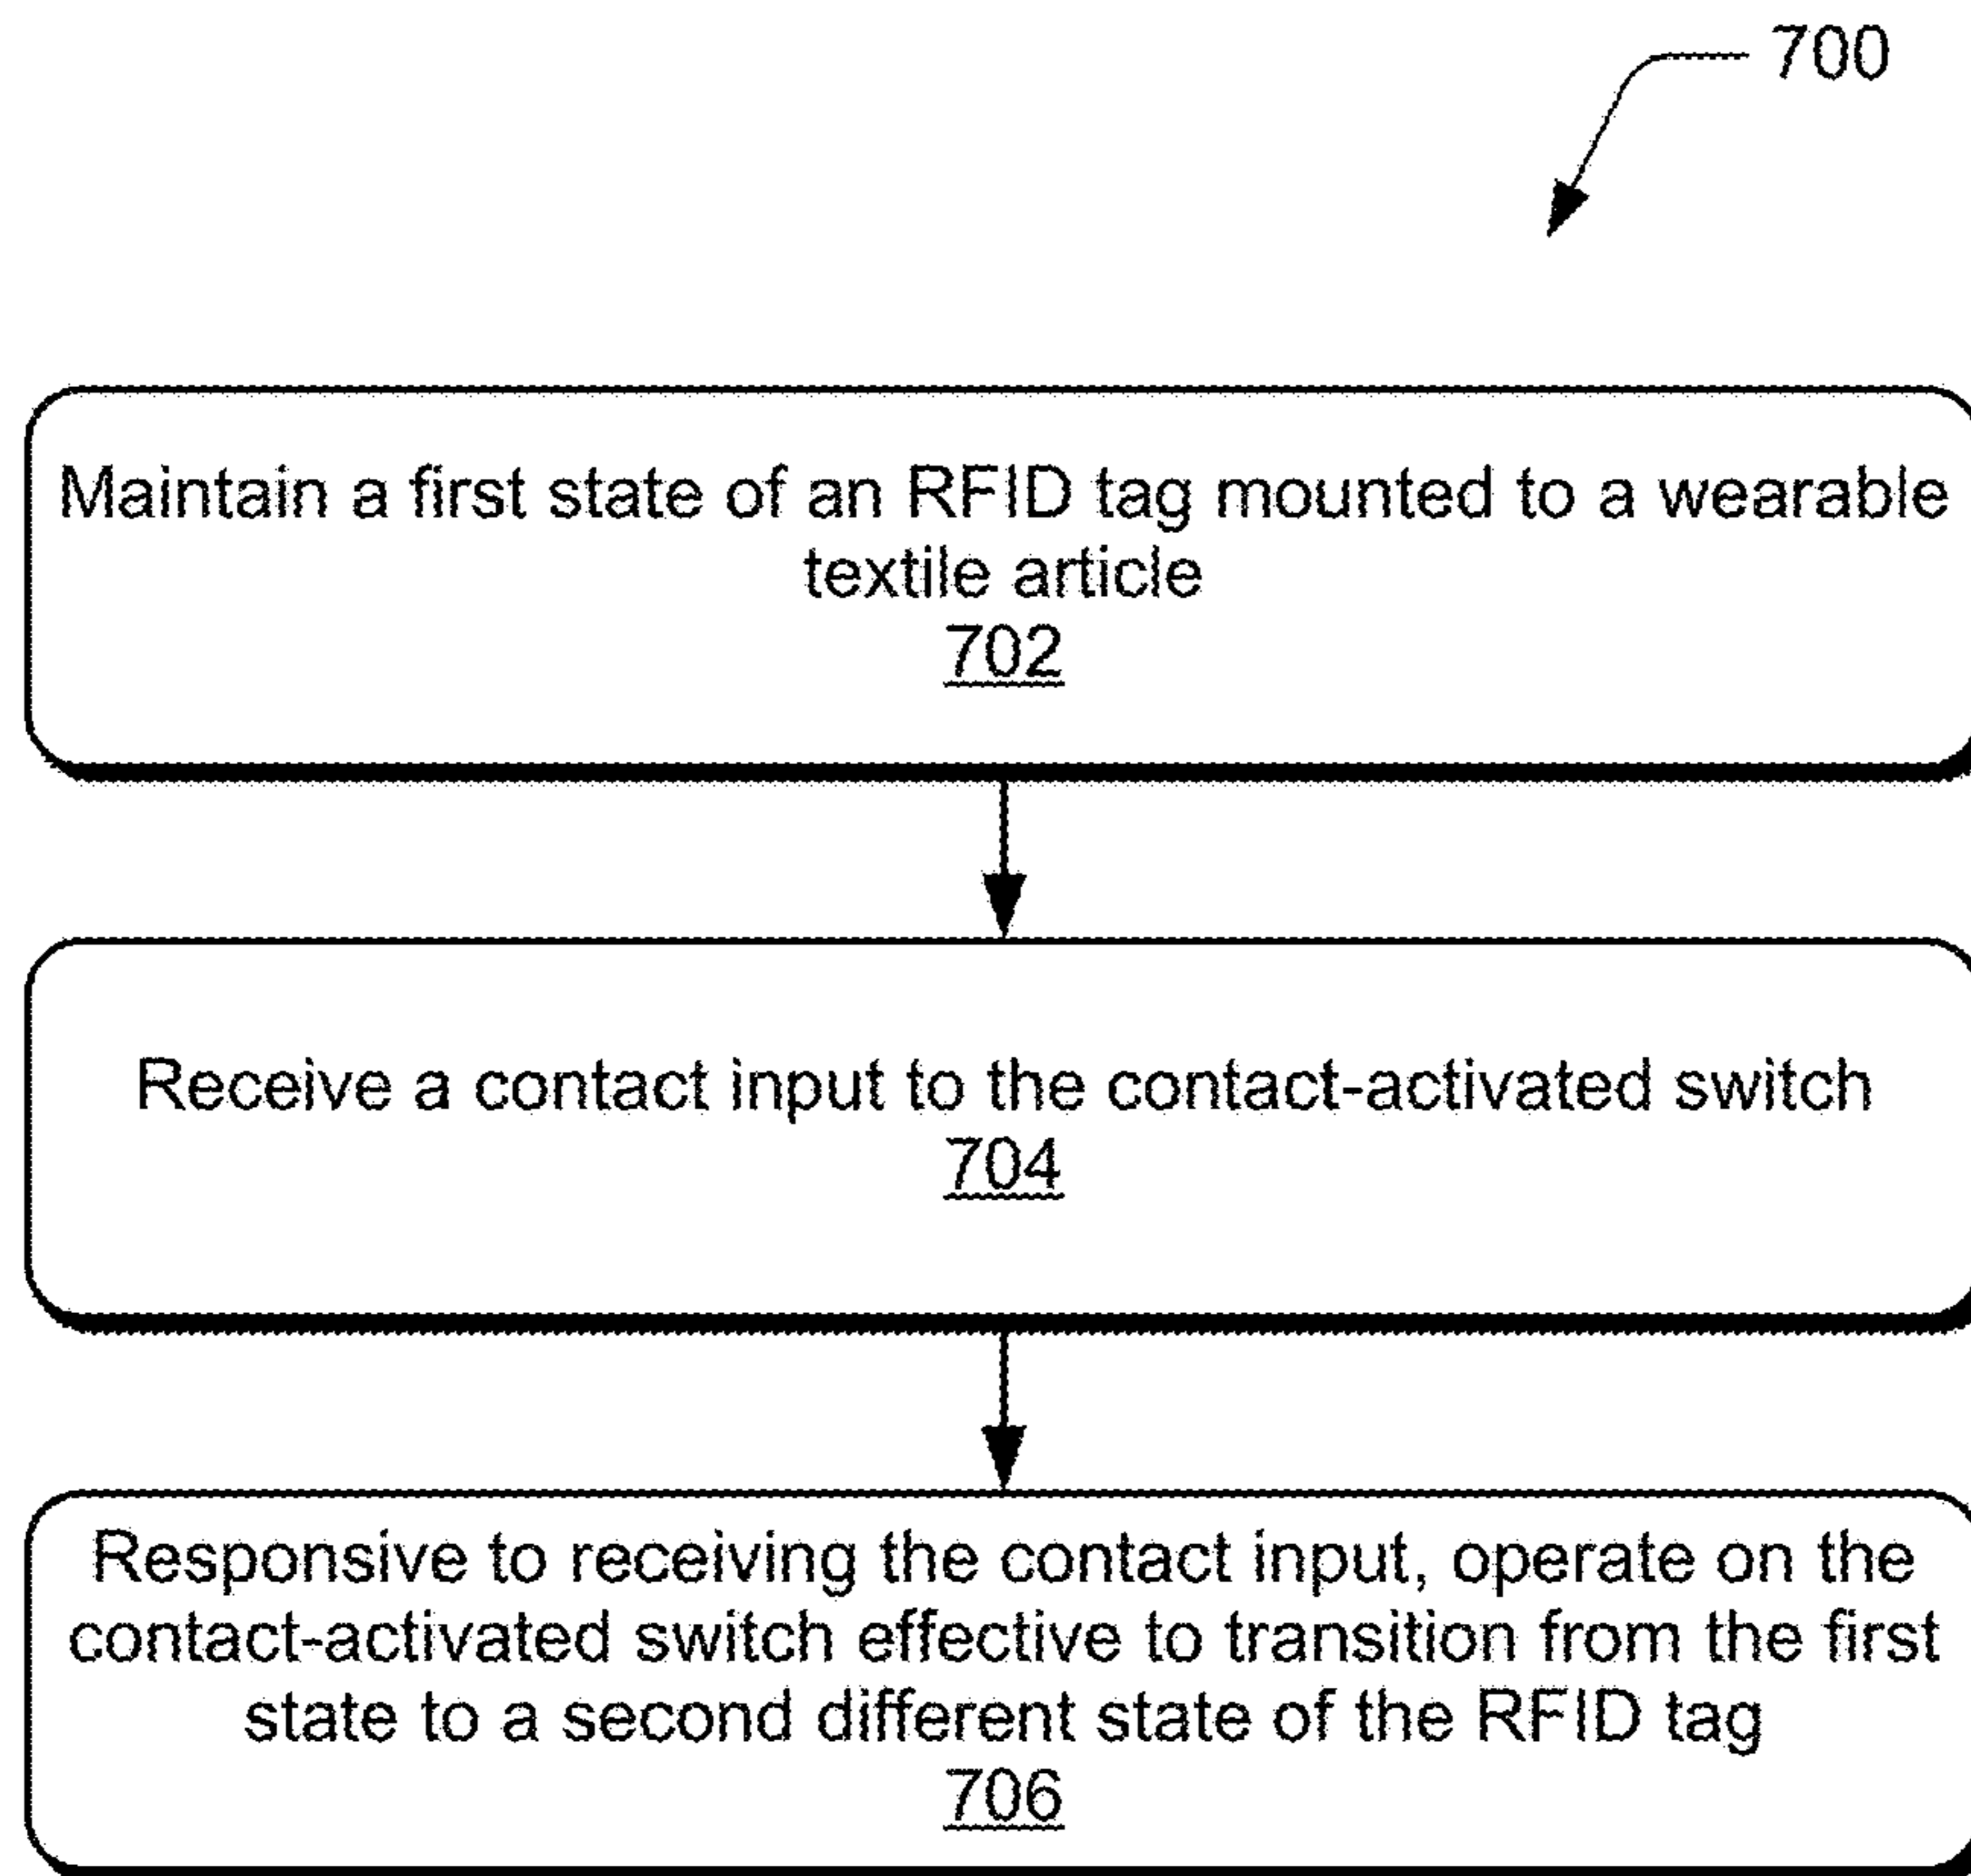 700
Maintain a first state of an RFID tag mounted to a wearable
textile article
702
Receive a contact input to the contact-activated switch
704
Responsive to receiving the contact input, operate on the
contact-activated switch effective to transition from the first
state to a second different state of the RFID tag
706